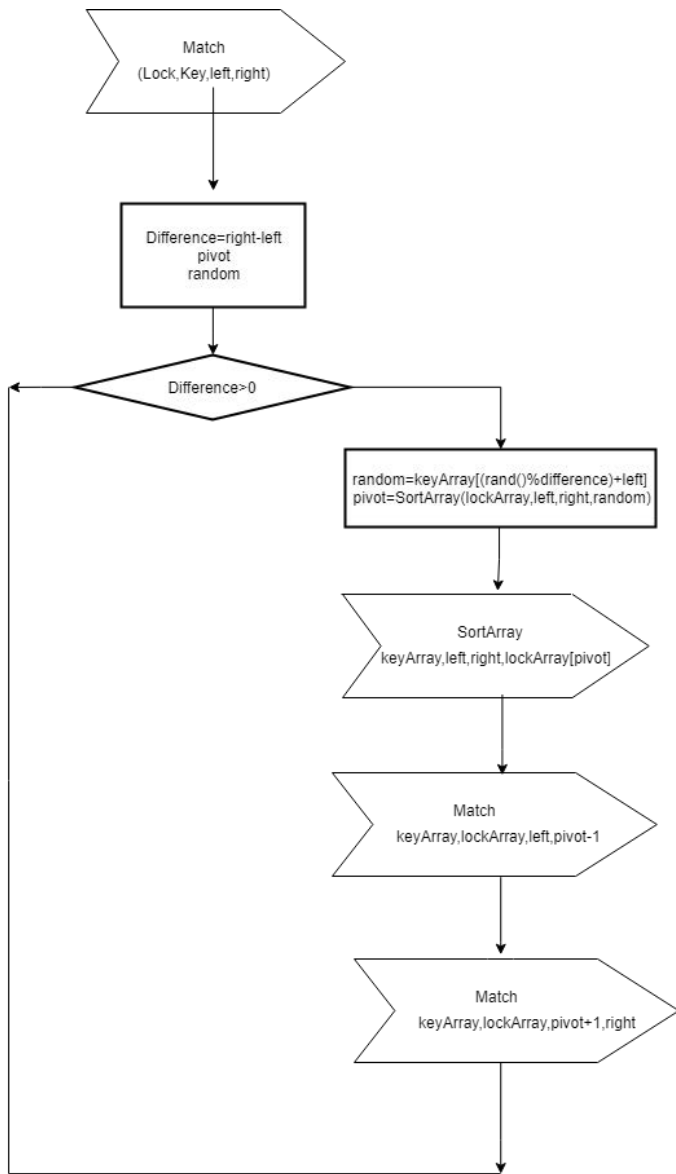 Match
(Lock,Key,left,right)
Difference=right-left
pivot
random
Difference>0
random=keyArray[(rand()%difference)+left]
pivot=SortArray(lockArray,left,right,random)
SortArray
keyArray,left,right,lockArray[pivot]
Match
keyArray,lockArray,left,pivot-1
Match
keyArray,lockArray,pivot+1,right